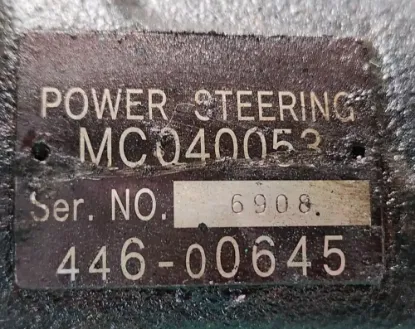 POWER STEERING
MC040053
Ser. NO. 6908
446-00645